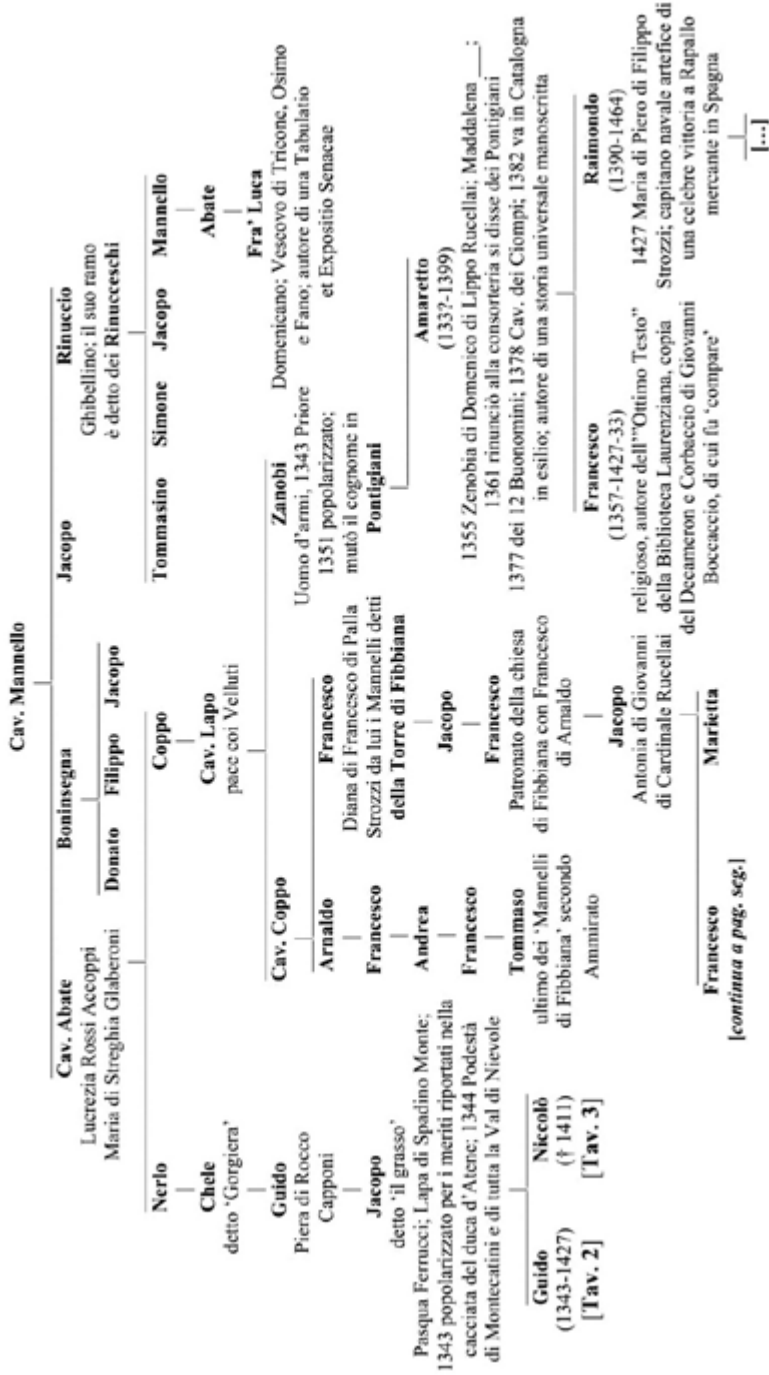 Cav. Mannello
Cav. Abate
Lucrezia Rossi Accoppi
Maria di Streghia Glaberoni
Boninsegna
Jacopo
Rinuccio
Ghibellino; il suo ramo
è detto dei Rinucceschi
Donato Filippo Jacopo
Tommasino Simone Jacopo Mannello
Abate
Fra' Luca
Domenicano; Vescovo di Tricone, Osimo
e Fano; autore di una Tabulatio
et Expositio Senacae
Nerlo
Coppo
Chele
detto 'Gorgiera'
Cav. Lapo
pace coi Velluti
Guido
Piera di Rocco
Capponi
Cav. Coppo
Zanobi
Uomo d'armi, 1343 Priore
1351 popolarizzato;
mutò il cognome in
Pontigiani
Jacopo
detto 'il grasso'
Pasqua Ferrucci; Lapa di Spadino Monte;
1343 popolarizzato per i meriti riportati nella
cacciata del duca d'Atene; 1344 Podestà
di Montecatini e di tutta la Val di Nievole
Arnaldo
Francesco
Andrea
Francesco
Tommaso
ultimo dei 'Mannelli
di Fibbiana' secondo
Ammirato
Francesco
Diana di Francesco di Palla
Strozzi da lui i Mannelli detti
della Torre di Fibbiana
Jacopo
Francesco
Patronato della chiesa
di Fibbiana con Francesco
di Arnaldo
Jacopo
Antonia di Giovanni
di Cardinale Rucellai
Amaretto
(133?-1399)
1355 Zenobia di Domenico di Lippo Rucellai; Maddalena ___;
1361 rinunciò alla consorteria si disse dei Pontigiani
1377 dei 12 Buonomini; 1378 Cav. dei Ciompi; 1382 va in Catalogna
in esilio; autore di una storia universale manoscritta
Guido
(1343-1427)
[Tav. 2]
Niccolò
(† 1411)
[Tav. 3]
Francesco
[continua a pag. seg.]
Marietta
Francesco
(1357-1427-33)
religioso, autore dell'"Ottimo Testo"
della Biblioteca Laurenziana, copia
del Decameron e Corbaccio di Giovanni
Boccaccio, di cui fu 'compare'
Raimondo
(1390-1464)
1427 Maria di Piero di Filippo
Strozzi; capitano navale artefice di
una celebre vittoria a Rapallo
mercante in Spagna
[...]